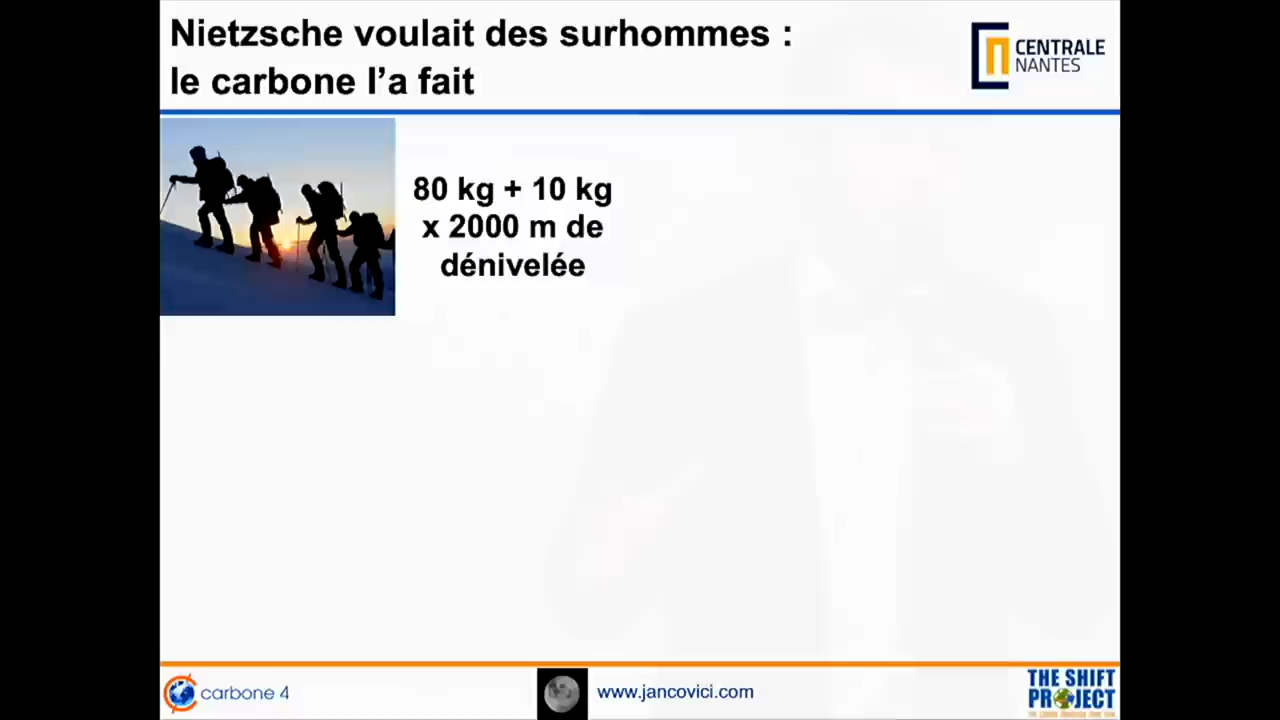 Nietzsche voulait des surhommes :
le carbone l’a fait
CENTRALE
NANTES
80 kg + 10 kg
x 2000 m de
dénivelée
carbone 4
www.jancovici.com
THE SHIFT
PROJECT